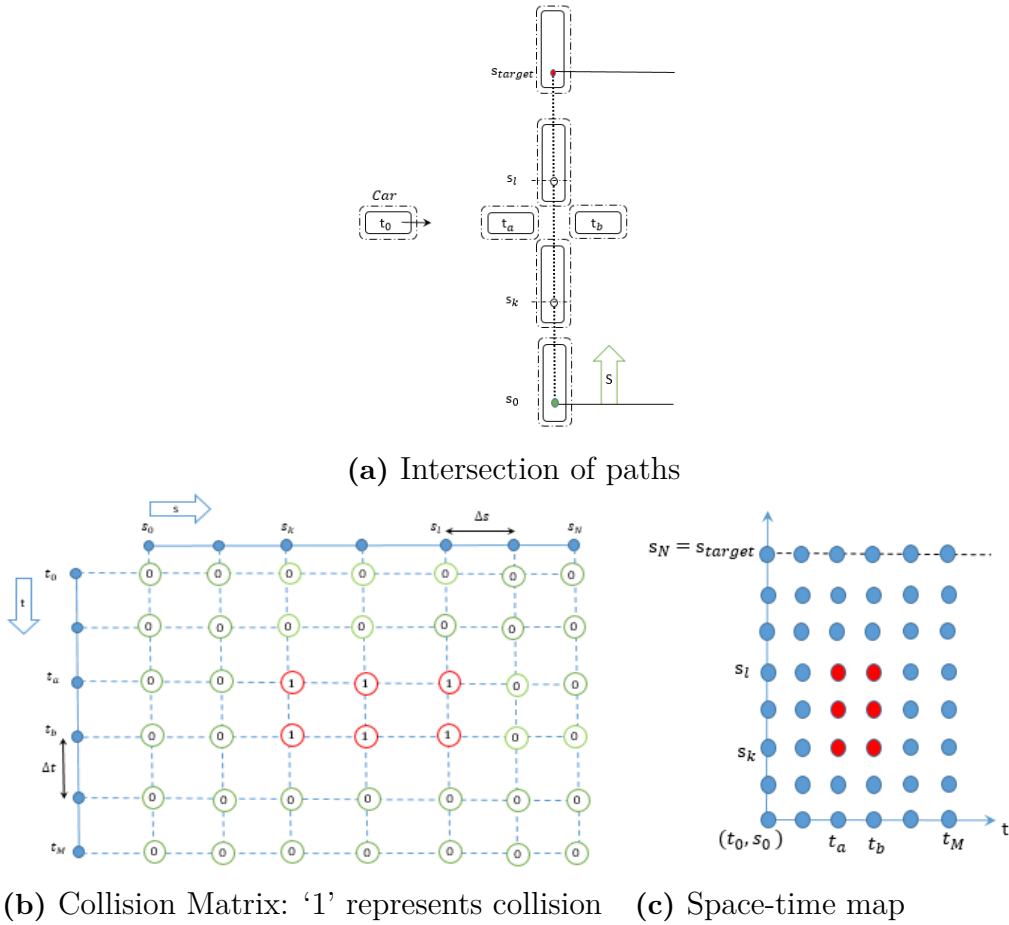 s_target
s_l
Car
t_0
t_a
t_b
s_k
S
s_0
(a) Intersection of paths
s
s_0 s_k s_l Δs s_N
t_0 0 0 0 0 0 0 0
t
0 0 0 0 0 0 0
t_a 0 0 1 1 1 0 0
t_b 0 0 1 1 1 0 0
Δt
0 0 0 0 0 0 0
t_M 0 0 0 0 0 0 0
(b) Collision Matrix: ‘1’ represents collision
s_N = s_target
s_l
s_k
(t_0, s_0) t_a t_b t_M t
(c) Space-time map